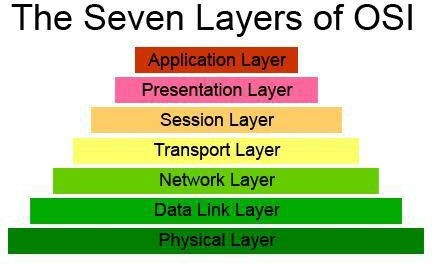 The Seven Layers of OSI
Application Layer
Presentation Layer
Session Layer
Transport Layer
Network Layer
Data Link Layer
Physical Layer